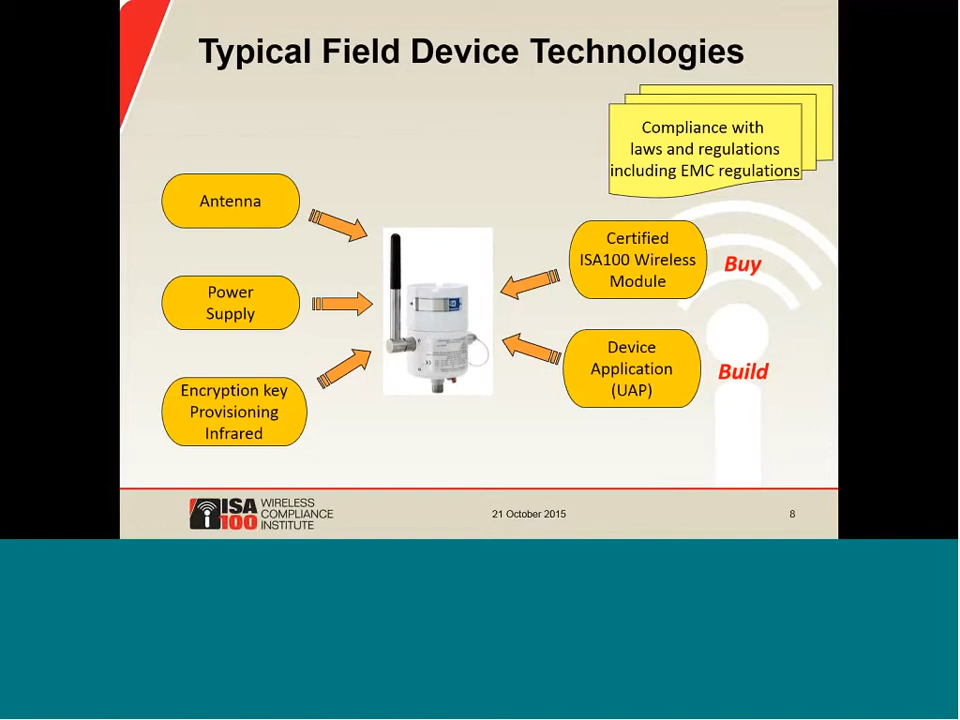 Typical Field Device Technologies
Compliance with
laws and regulations
including EMC regulations
Antenna
Certified
ISA100 Wireless
Module
Buy
Power
Supply
Device
Application
(UAP)
Build
Encryption key
Provisioning
Infrared
ISA
100
WIRELESS
COMPLIANCE
INSTITUTE
21 October 2015
8